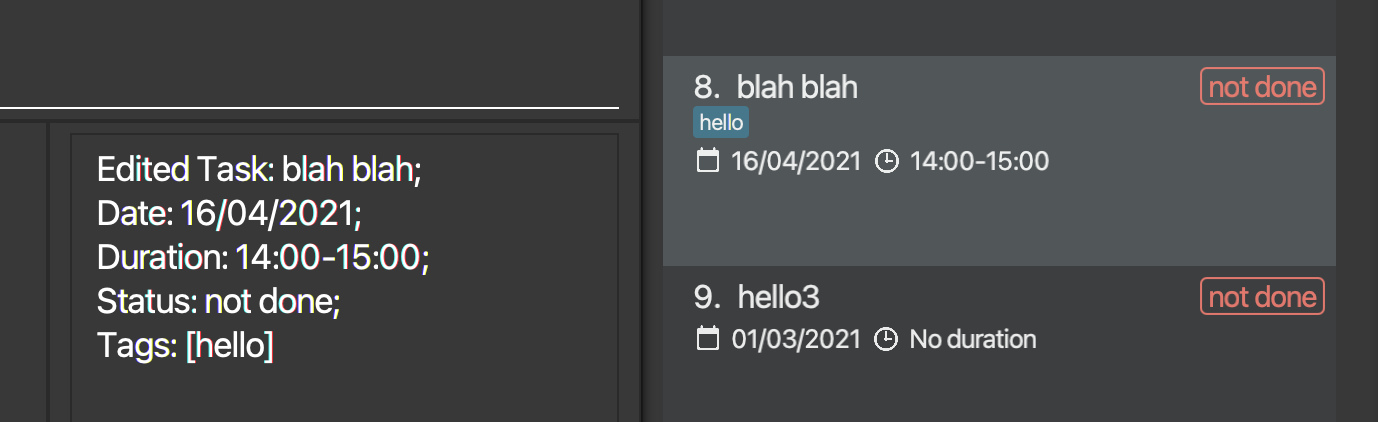 Edited Task: blah blah;
Date: 16/04/2021;
Duration: 14:00-15:00;
Status: not done;
Tags: [hello]
8. blah blah not done
hello
16/04/2021 14:00-15:00
9. hello3 not done
01/03/2021 No duration